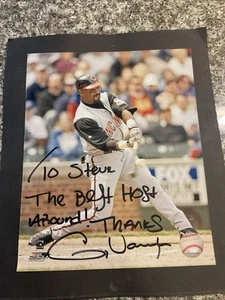 To Steve
The Best Host
Around! Thanks